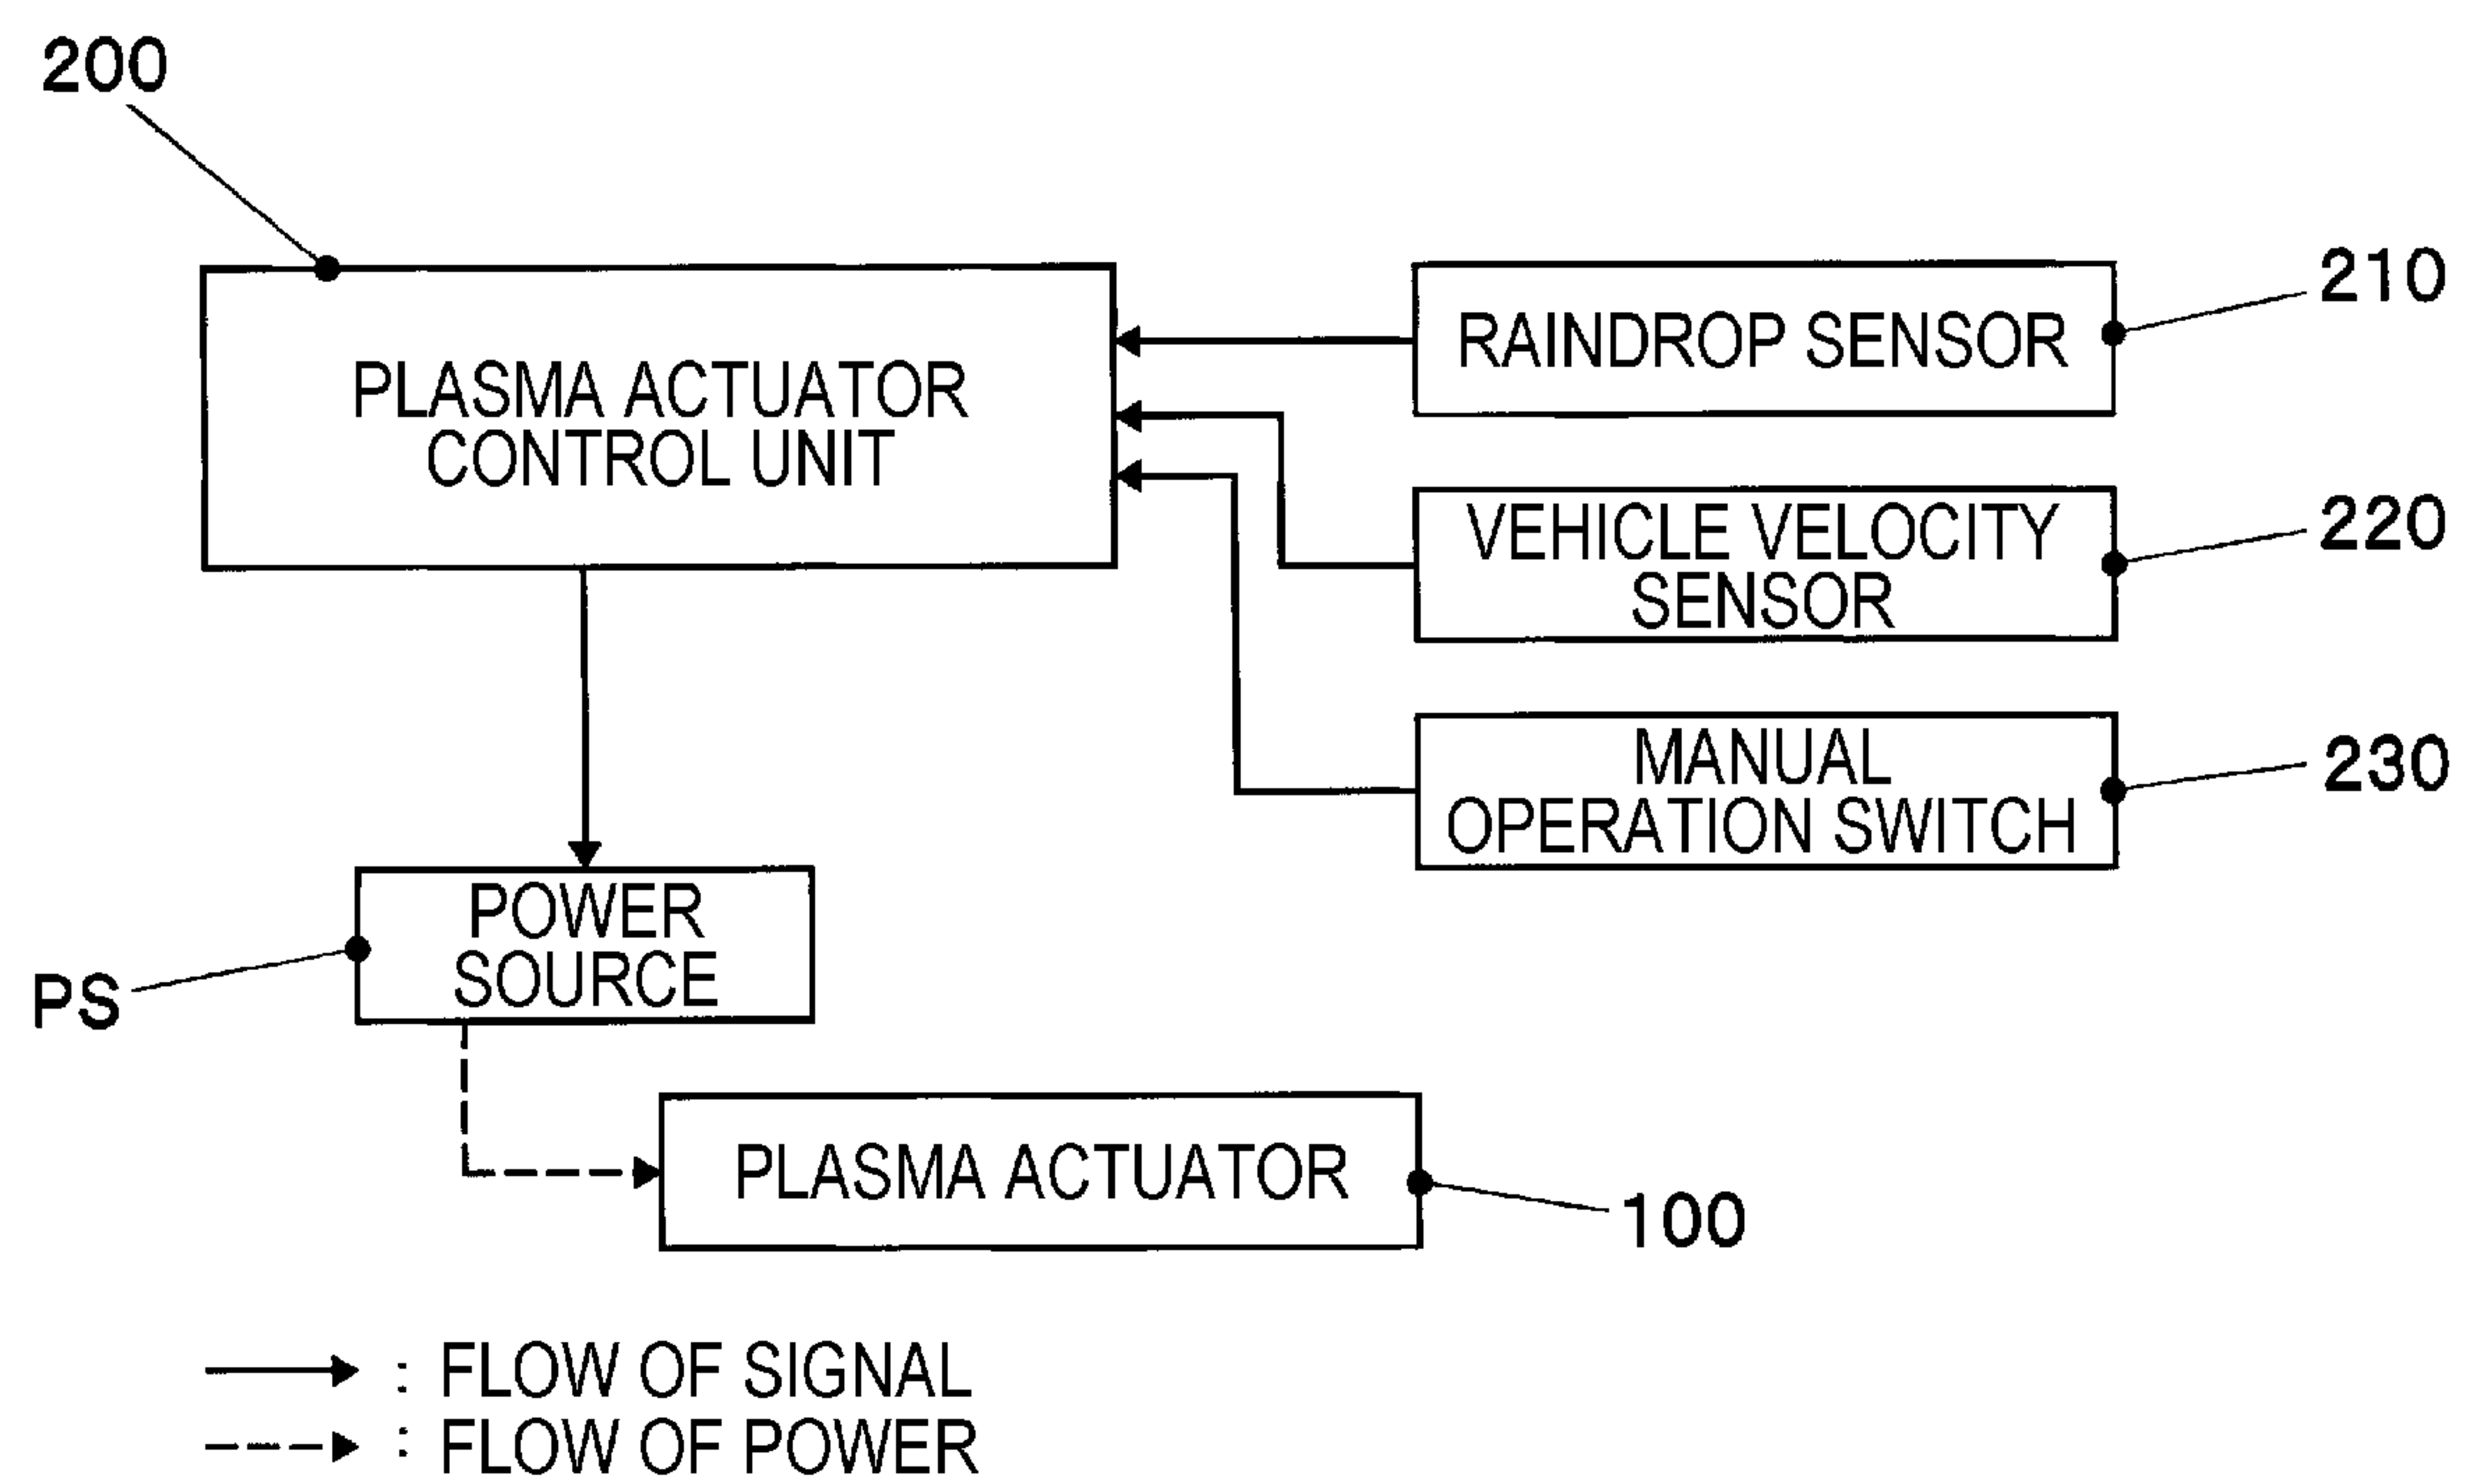 200
PLASMA ACTUATOR
CONTROL UNIT
RAINDROP SENSOR
210
VEHICLE VELOCITY
SENSOR
220
MANUAL
OPERATION SWITCH
230
POWER
SOURCE
PS
PLASMA ACTUATOR
100
: FLOW OF SIGNAL
: FLOW OF POWER